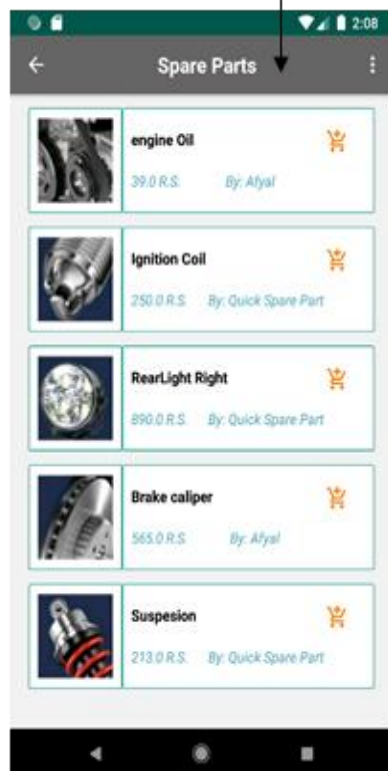 2:08
Spare Parts
engine Oil
39.0 R.S. By: Afyal
Ignition Coil
250.0 R.S. By: Quick Spare Part
RearLight Right
890.0 R.S. By: Quick Spare Part
Brake caliper
565.0 R.S. By: Afyal
Suspesion
213.0 R.S. By: Quick Spare Part